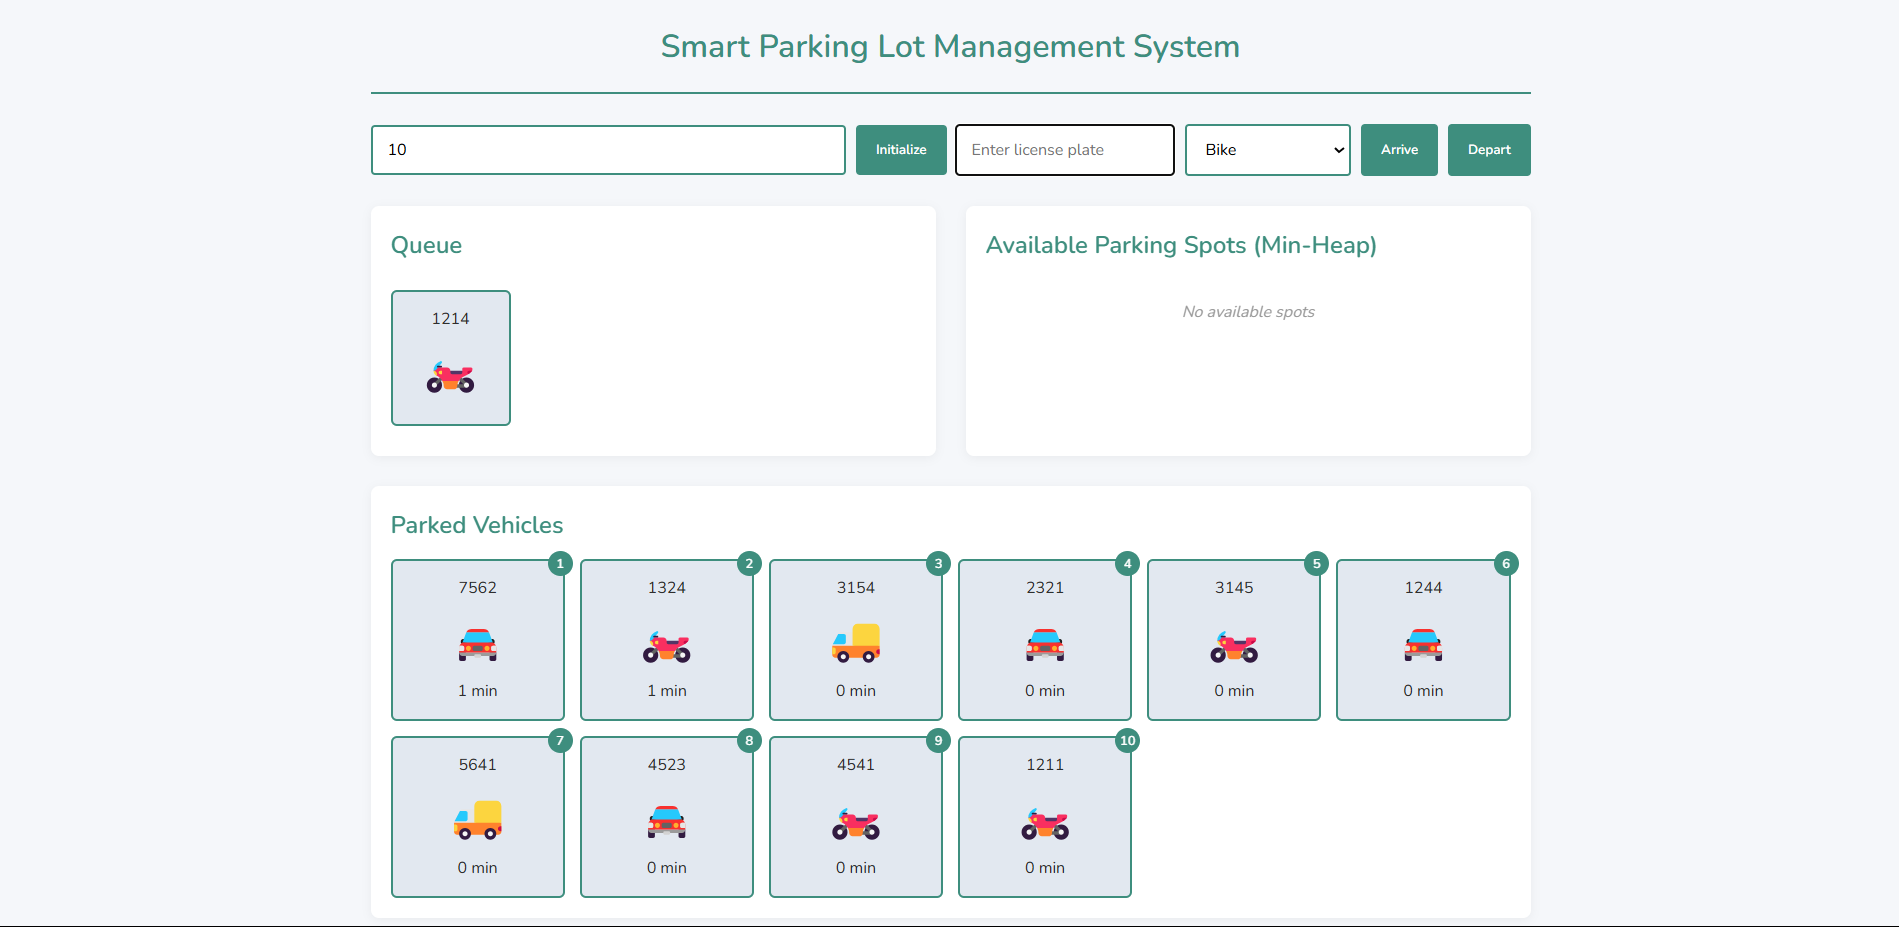 Smart Parking Lot Management System
10 Initialize Enter license plate Bike Arrive Depart
Queue
1214
Available Parking Spots (Min-Heap)
No available spots
Parked Vehicles
1 2 3 4 5 6
7562 1324 3154 2321 3145 1244
1 min 1 min 0 min 0 min 0 min 0 min
7 8 9 10
5641 4523 4541 1211
0 min 0 min 0 min 0 min